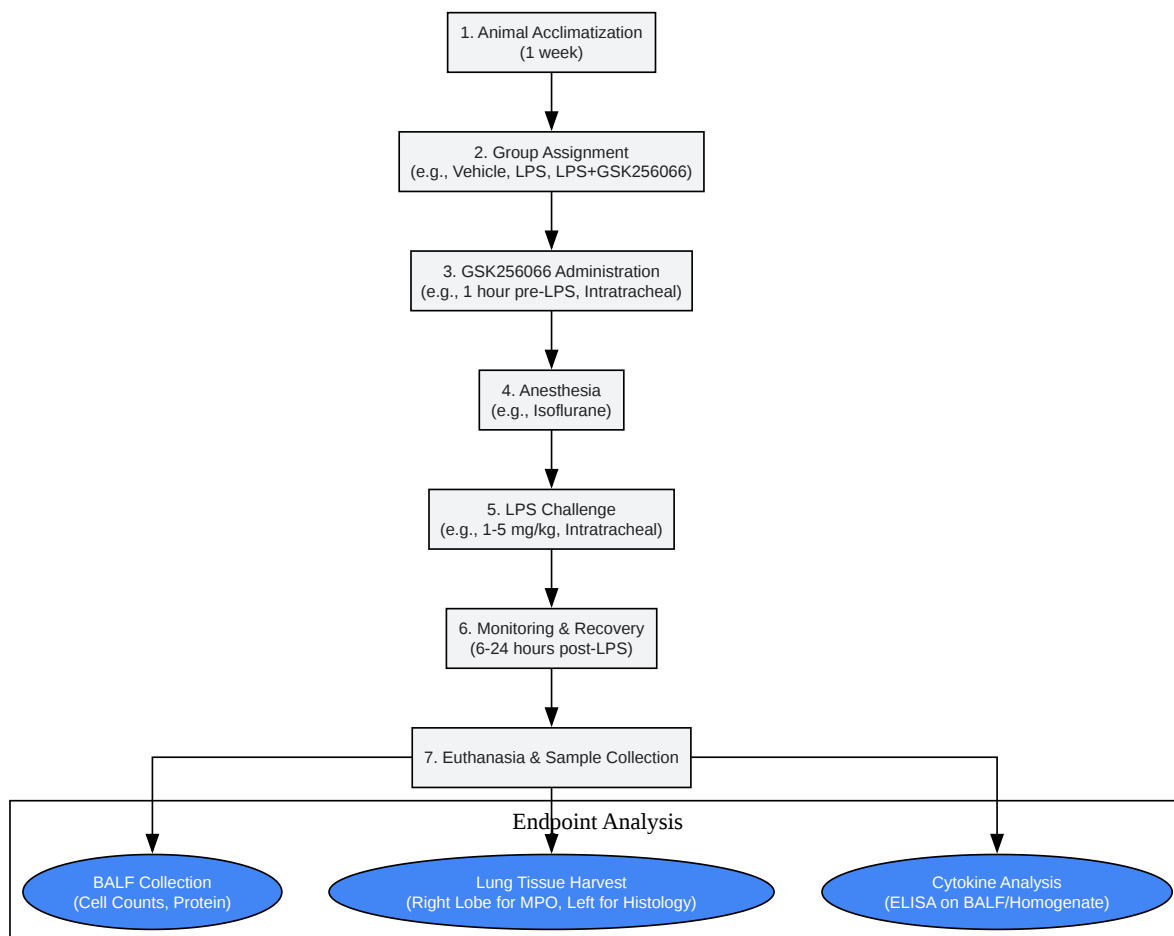 1. Animal Acclimatization
(1 week)
2. Group Assignment
(e.g., Vehicle, LPS, LPS+GSK256066)
3. GSK256066 Administration
(e.g., 1 hour pre-LPS, Intratracheal)
4. Anesthesia
(e.g., Isoflurane)
5. LPS Challenge
(e.g., 1-5 mg/kg, Intratracheal)
6. Monitoring & Recovery
(6-24 hours post-LPS)
7. Euthanasia & Sample Collection
Endpoint Analysis
BALF Collection
(Cell Counts, Protein)
Lung Tissue Harvest
(Right Lobe for MPO, Left for Histology)
Cytokine Analysis
(ELISA on BALF/Homogenate)